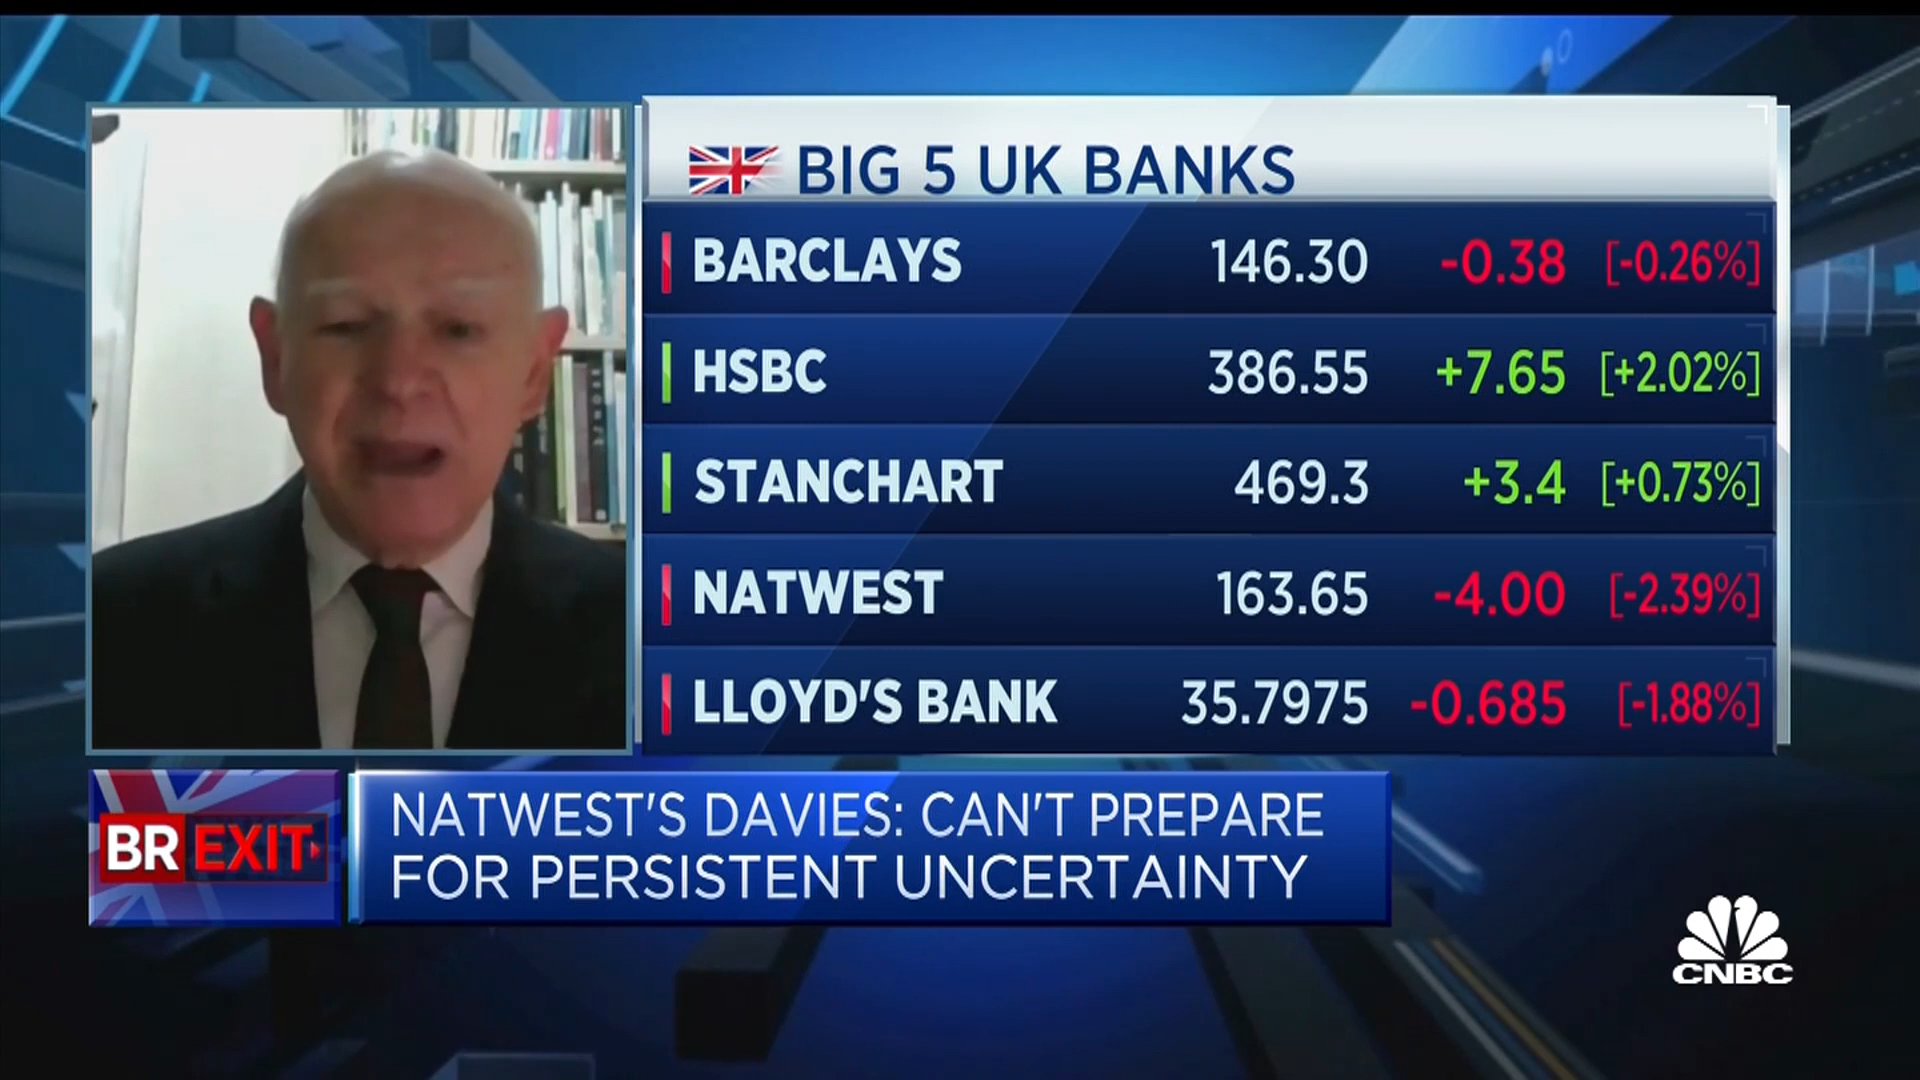 BIG 5 UK BANKS
BARCLAYS 146.30 -0.38 [-0.26%]
HSBC 386.55 +7.65 [+2.02%]
STANCHART 469.3 +3.4 [+0.73%]
NATWEST 163.65 -4.00 [-2.39%]
LLOYD'S BANK 35.7975 -0.685 [-1.88%]
BREXIT
NATWEST'S DAVIES: CAN'T PREPARE
FOR PERSISTENT UNCERTAINTY
CNBC